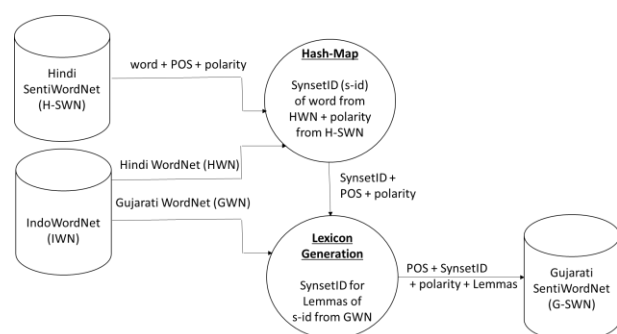 Hindi
SentiWordNet
(H-SWN)
word + POS + polarity
Hash-Map
SynsetID (s-id)
of word from
HWN + polarity
from H-SWN
Hindi WordNet (HWN)
Gujarati WordNet (GWN)
IndoWordNet
(IWN)
SynsetID +
POS + polarity
Lexicon
Generation
SynsetID for
Lemmas of
s-id from GWN
POS + SynsetID
+ polarity + Lemmas
Gujarati
SentiWordNet
(G-SWN)